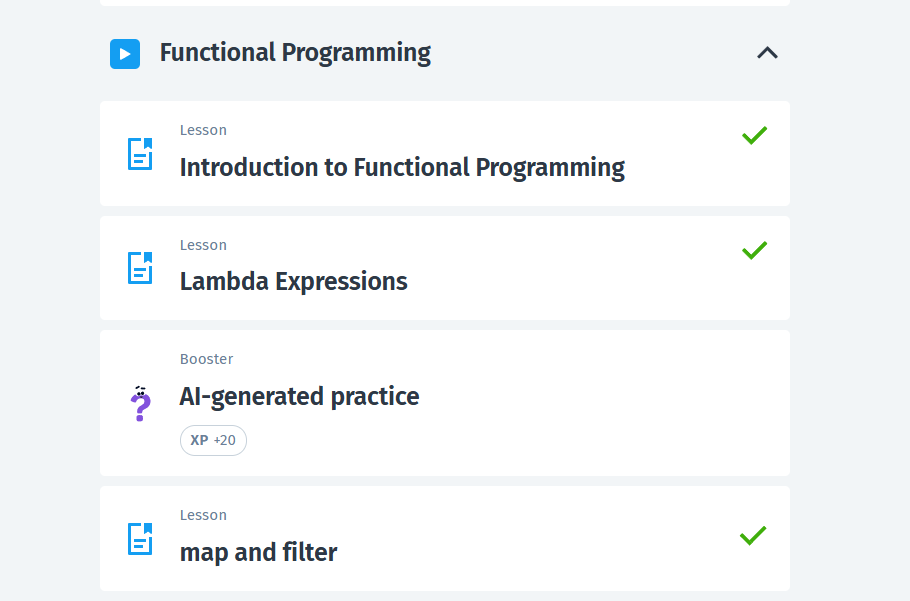 Functional Programming
Lesson
Introduction to Functional Programming
Lesson
Lambda Expressions
Booster
AI-generated practice
XP +20
Lesson
map and filter